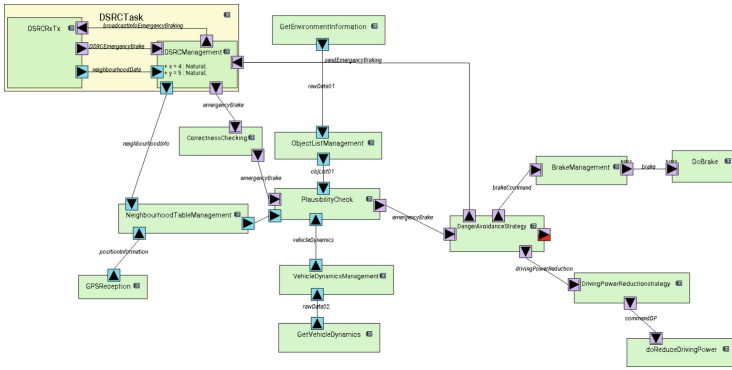 DSRCTask
broadcastInfoEmergencyBraking
DSRCRxTx
DSRCEmergencyBrake
neighbourhoodData
DSRCManagement
+ x = 4 : Natural;
+ y = 5 : Natural;
GetEnvironmentInformation
sendEmergencyBraking
rawData01
emergencyBrake
neighbourhoodInfo
CorrectnessChecking
ObjectListManagement
objList01
emergencyBrake
PlausibilityCheck
BrakeManagement
brake
DoBrake
brakeCommand
NeighbourhoodTableManagement
emergencyBrake
DangerAvoidanceStrategy
positionInformation
vehicleDynamics
GPSReception
VehicleDynamicsManagement
rawData02
GetVehicleDynamics
drivingPowerReduction
DrivingPowerReductionstrategy
commandDP
doReduceDrivingPower